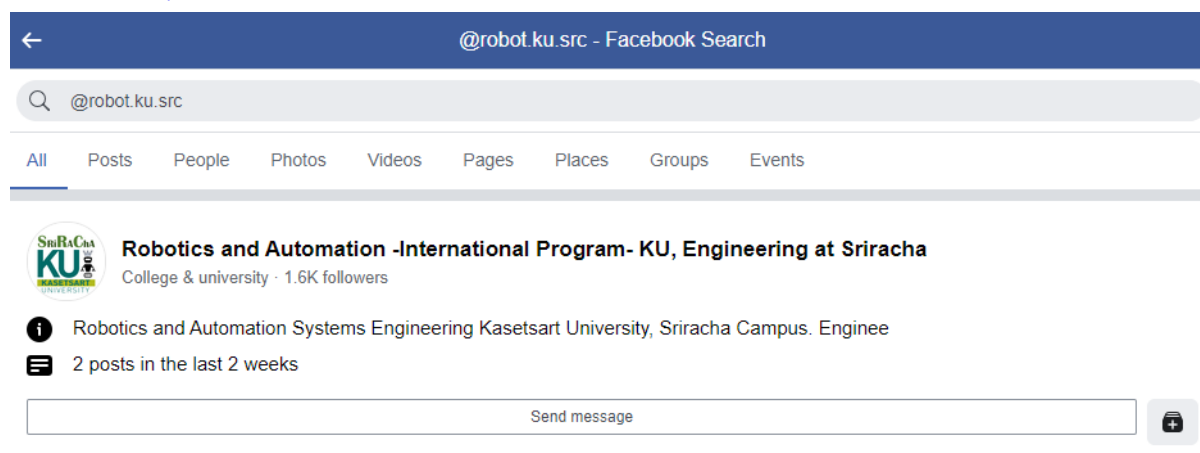 @robot.ku.src - Facebook Search
@robot.ku.src
All Posts People Photos Videos Pages Places Groups Events
SRIRACHA
KU
KASETSART
UNIVERSITY
Robotics and Automation -International Program- KU, Engineering at Sriracha
College & university · 1.6K followers
Robotics and Automation Systems Engineering Kasetsart University, Sriracha Campus. Enginee
2 posts in the last 2 weeks
Send message